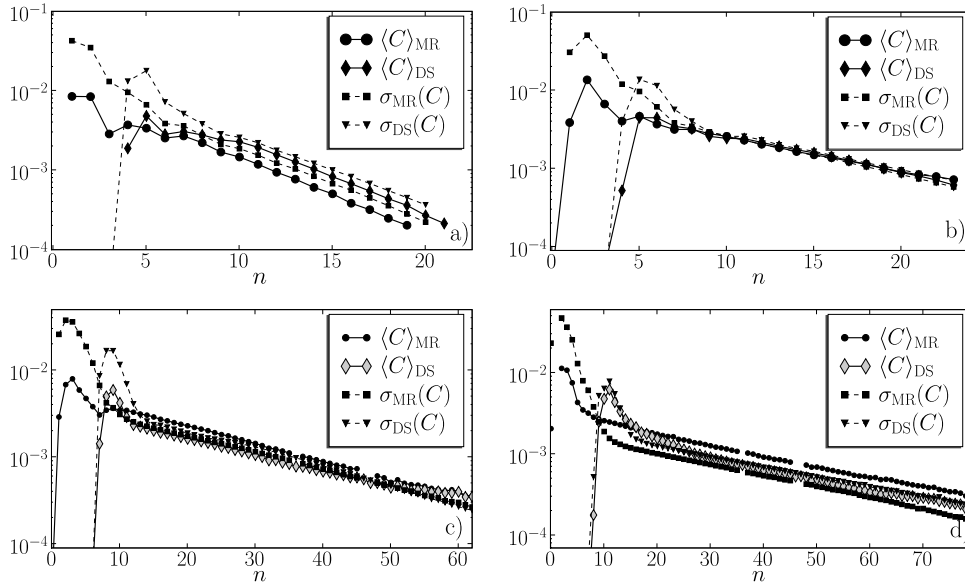 10^{-1}
10^{-2}
10^{-3}
10^{-4}
0 5 10 15 20
n
⟨C⟩_MR
⟨C⟩_DS
σ_MR(C)
σ_DS(C)
a)
10^{-1}
10^{-2}
10^{-3}
10^{-4}
0 5 10 15 20
n
⟨C⟩_MR
⟨C⟩_DS
σ_MR(C)
σ_DS(C)
b)
10^{-2}
10^{-3}
10^{-4}
0 10 20 30 40 50 60
n
⟨C⟩_MR
⟨C⟩_DS
σ_MR(C)
σ_DS(C)
c)
10^{-2}
10^{-3}
10^{-4}
0 10 20 30 40 50 60 70
n
⟨C⟩_MR
⟨C⟩_DS
σ_MR(C)
σ_DS(C)
d)